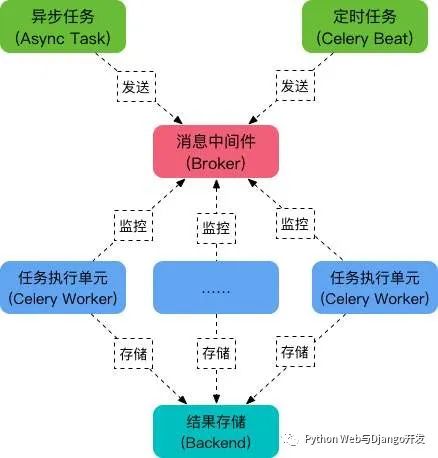 异步任务
(Async Task)
定时任务
(Celery Beat)
发送
发送
消息中间件
(Broker)
监控
监控
监控
任务执行单元
(Celery Worker)
......
任务执行单元
(Celery Worker)
存储
存储
存储
结果存储
(Backend)
Python Web与Django开发